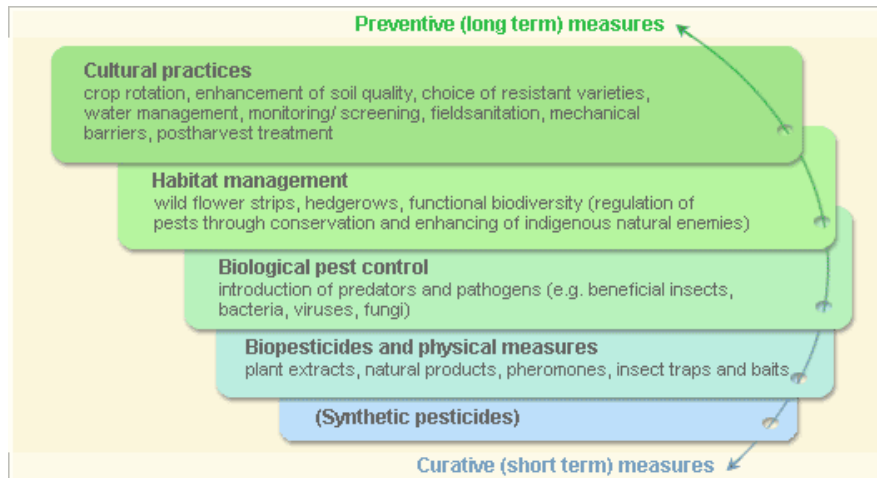 Preventive (long term) measures
Cultural practices
crop rotation, enhancement of soil quality, choice of resistant varieties,
water management, monitoring/ screening, fieldsanitation, mechanical
barriers, postharvest treatment
Habitat management
wild flower strips, hedgerows, functional biodiversity (regulation of
pests through conservation and enhancing of indigenous natural enemies)
Biological pest control
introduction of predators and pathogens (e.g. beneficial insects,
bacteria, viruses, fungi)
Biopesticides and physical measures
plant extracts, natural products, pheromones, insect traps and baits
(Synthetic pesticides)
Curative (short term) measures